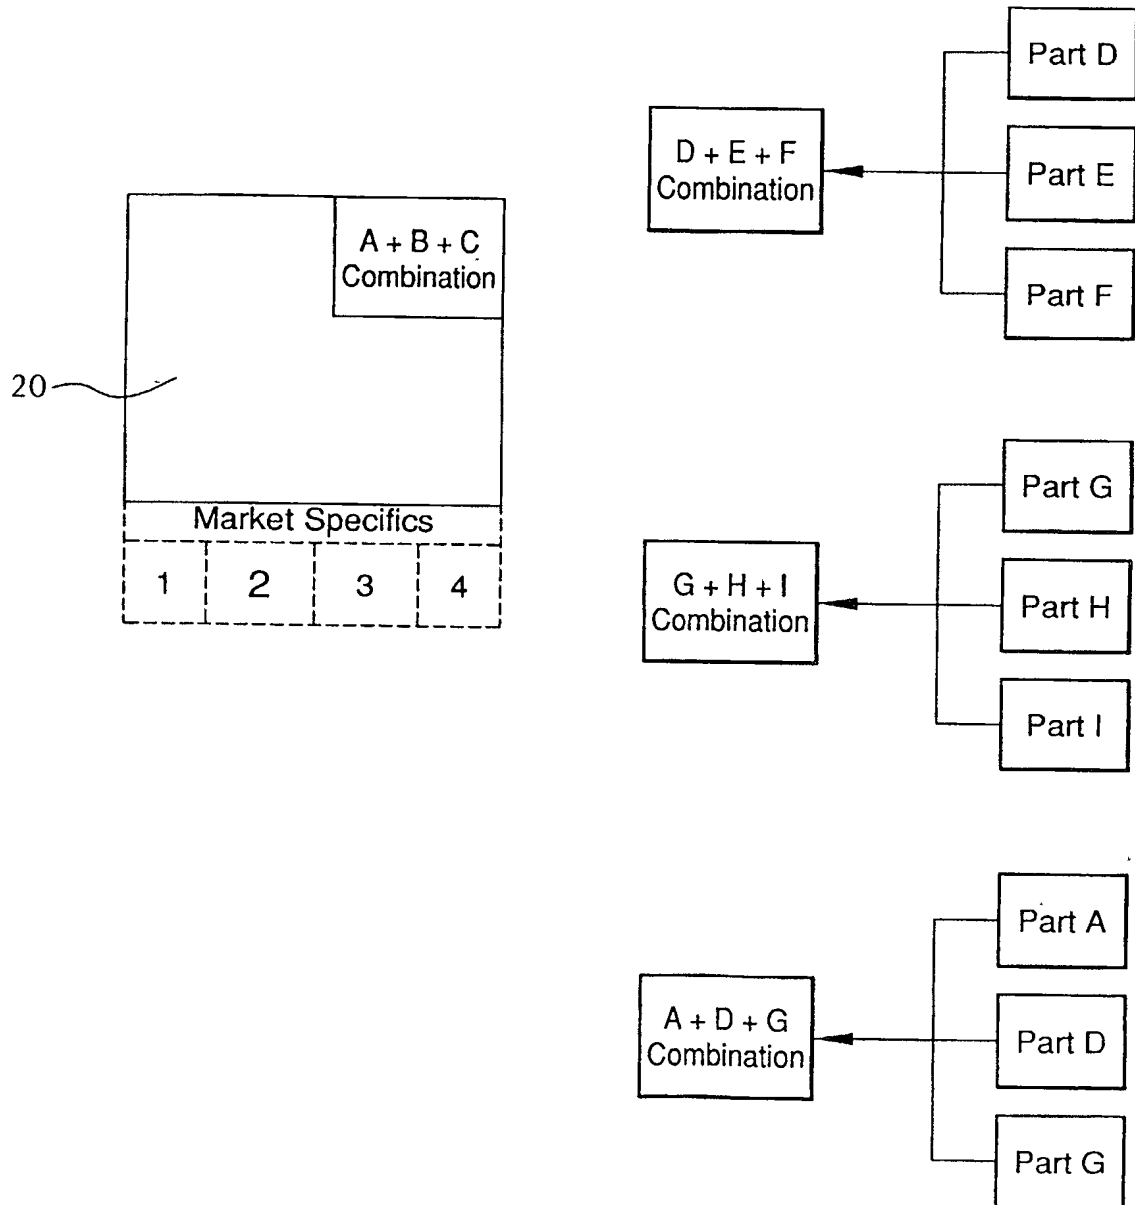 A + B + C
Combination
20
Market Specifics
1 2 3 4
D + E + F
Combination
Part D
Part E
Part F
G + H + I
Combination
Part G
Part H
Part I
A + D + G
Combination
Part A
Part D
Part G